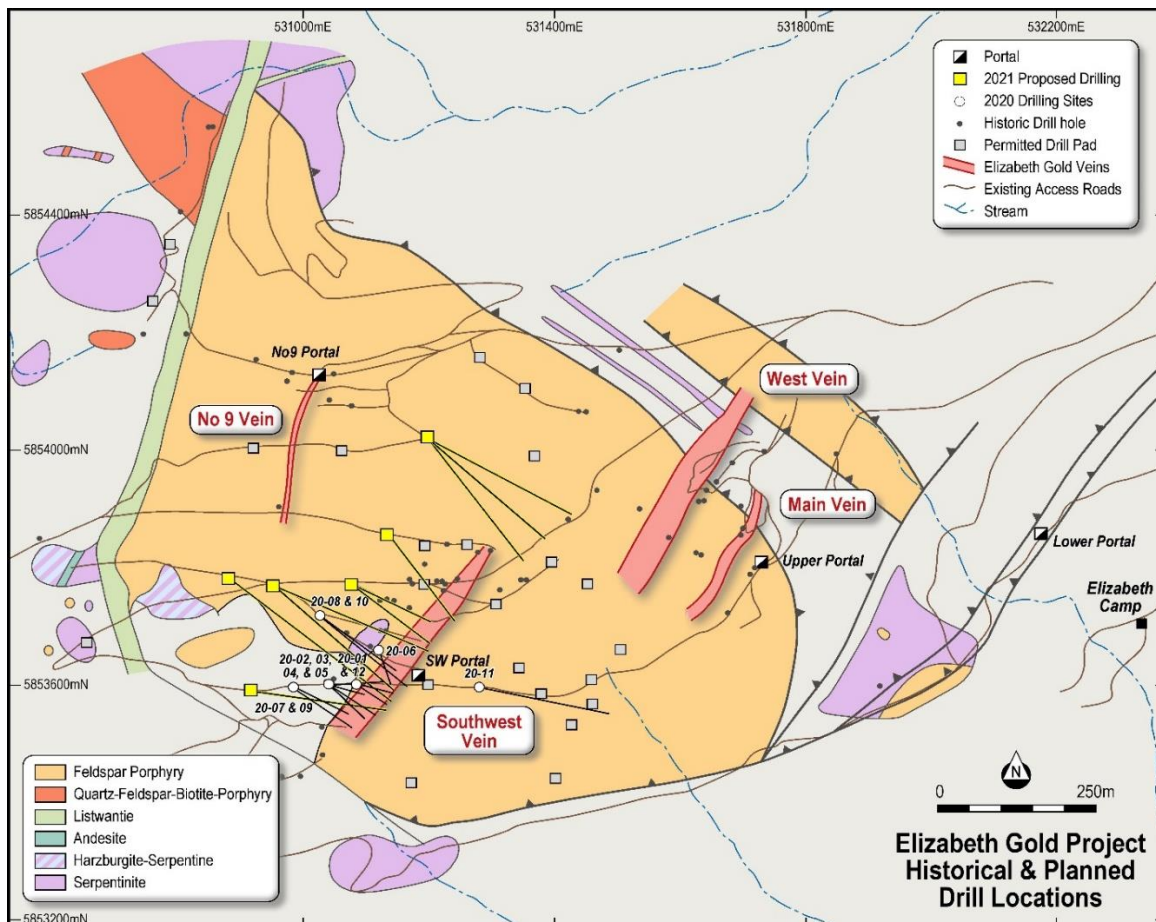 531000mE
531400mE
531800mE
532200mE
Portal
2021 Proposed Drilling
2020 Drilling Sites
Historic Drill hole
Permitted Drill Pad
Elizabeth Gold Veins
Existing Access Roads
Stream
5854400mN
No9 Portal
West Vein
No 9 Vein
5854000mN
Main Vein
Upper Portal
Lower Portal
Elizabeth
Camp
20-08 & 10
20-06
20-02, 03,
04, & 05
20-01
& 12
SW Portal
20-11
5853600mN
20-07 & 09
Southwest
Vein
Feldspar Porphyry
Quartz-Feldspar-Biotite-Porphyry
Listwantie
Andesite
Harzburgite-Serpentine
Serpentinite
N
0
250m
Elizabeth Gold Project
Historical & Planned
Drill Locations
5853200mN